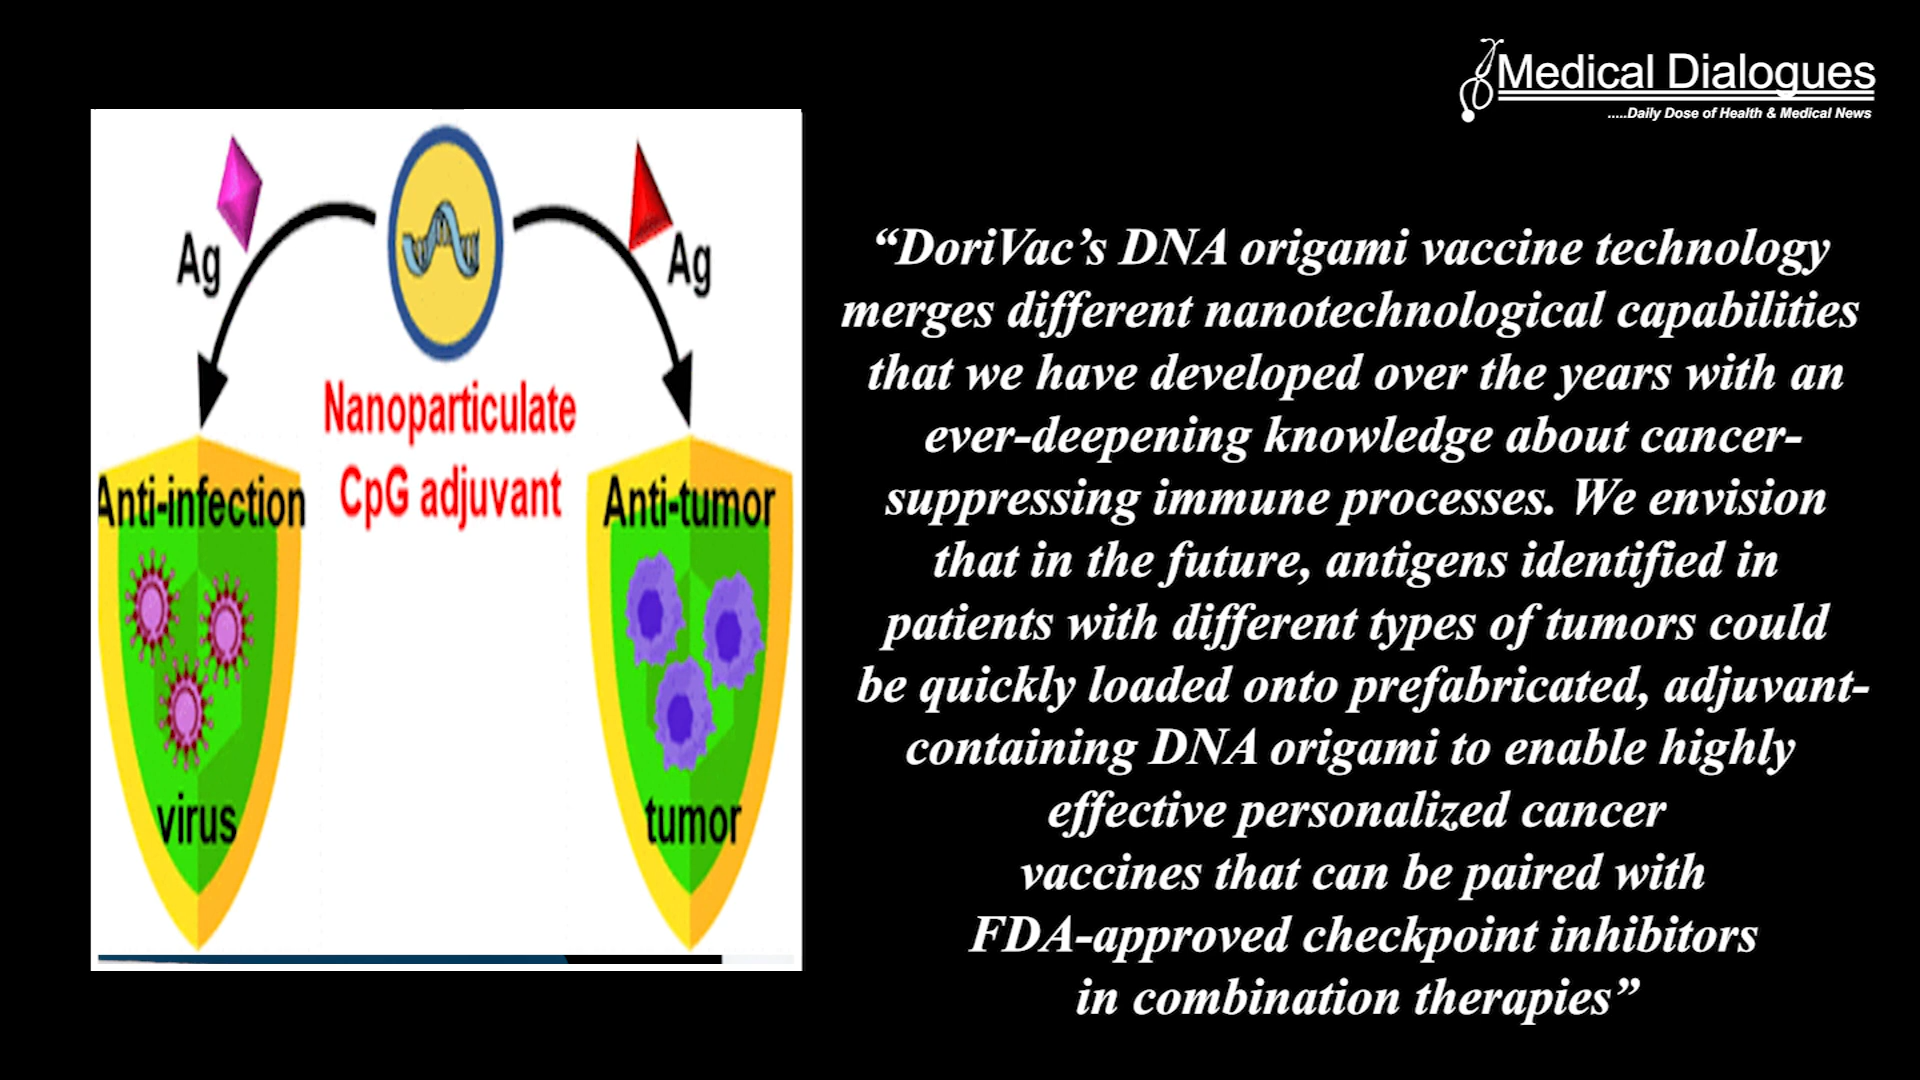 Medical Dialogues
.....Daily Dose of Health & Medical News
Ag
Ag
Nanoparticulate
CpG adjuvant
Anti-infection
virus
Anti-tumor
tumor
“DoriVac’s DNA origami vaccine technology
merges different nanotechnological capabilities
that we have developed over the years with an
ever-deepening knowledge about cancer-
suppressing immune processes. We envision
that in the future, antigens identified in
patients with different types of tumors could
be quickly loaded onto prefabricated, adjuvant-
containing DNA origami to enable highly
effective personalized cancer
vaccines that can be paired with
FDA-approved checkpoint inhibitors
in combination therapies”